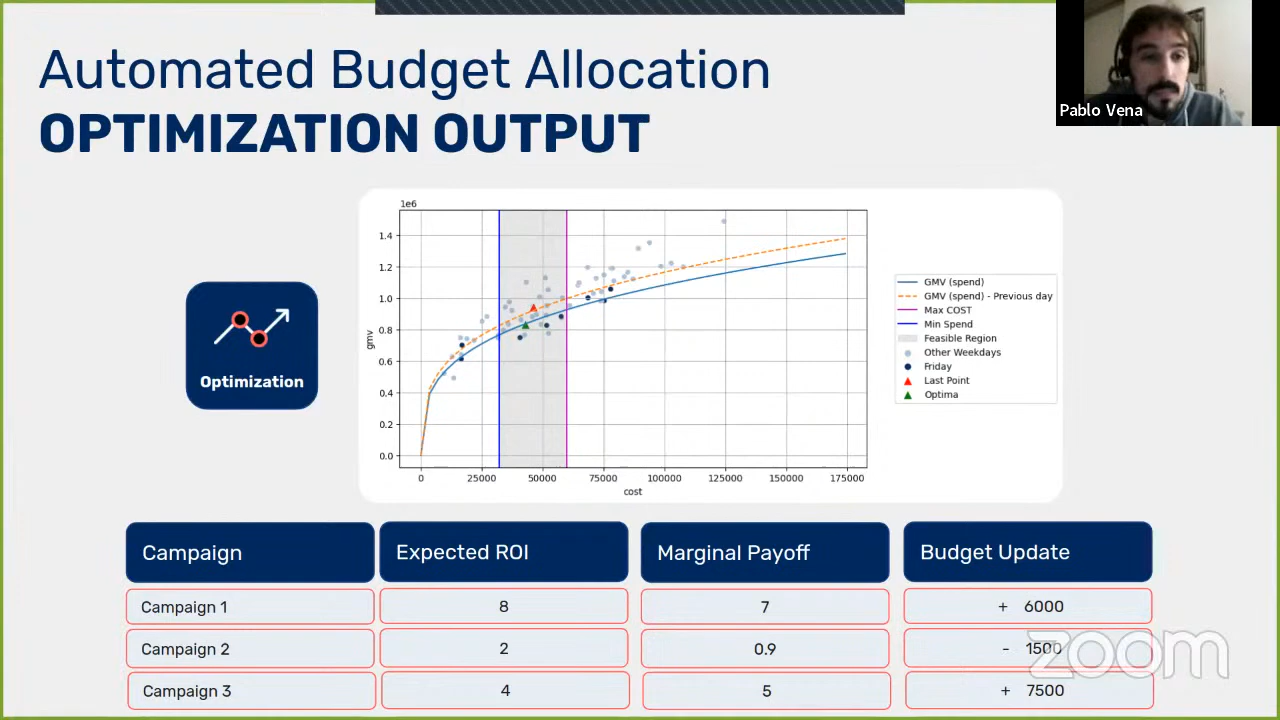 Automated Budget Allocation
OPTIMIZATION OUTPUT
Pablo Vena
Optimization
1e6
1.4
1.2
1.0
0.8
0.6
0.4
0.2
0.0
gmv
0 25000 50000 75000 100000 125000 150000 175000
cost
GMV (spend)
GMV (spend) - Previous day
Max COST
Min Spend
Feasible Region
Other Weekdays
Friday
Last Point
Optima
Campaign Expected ROI Marginal Payoff Budget Update
Campaign 1 8 7 + 6000
Campaign 2 2 0.9 - 1500
Campaign 3 4 5 + 7500
zoom